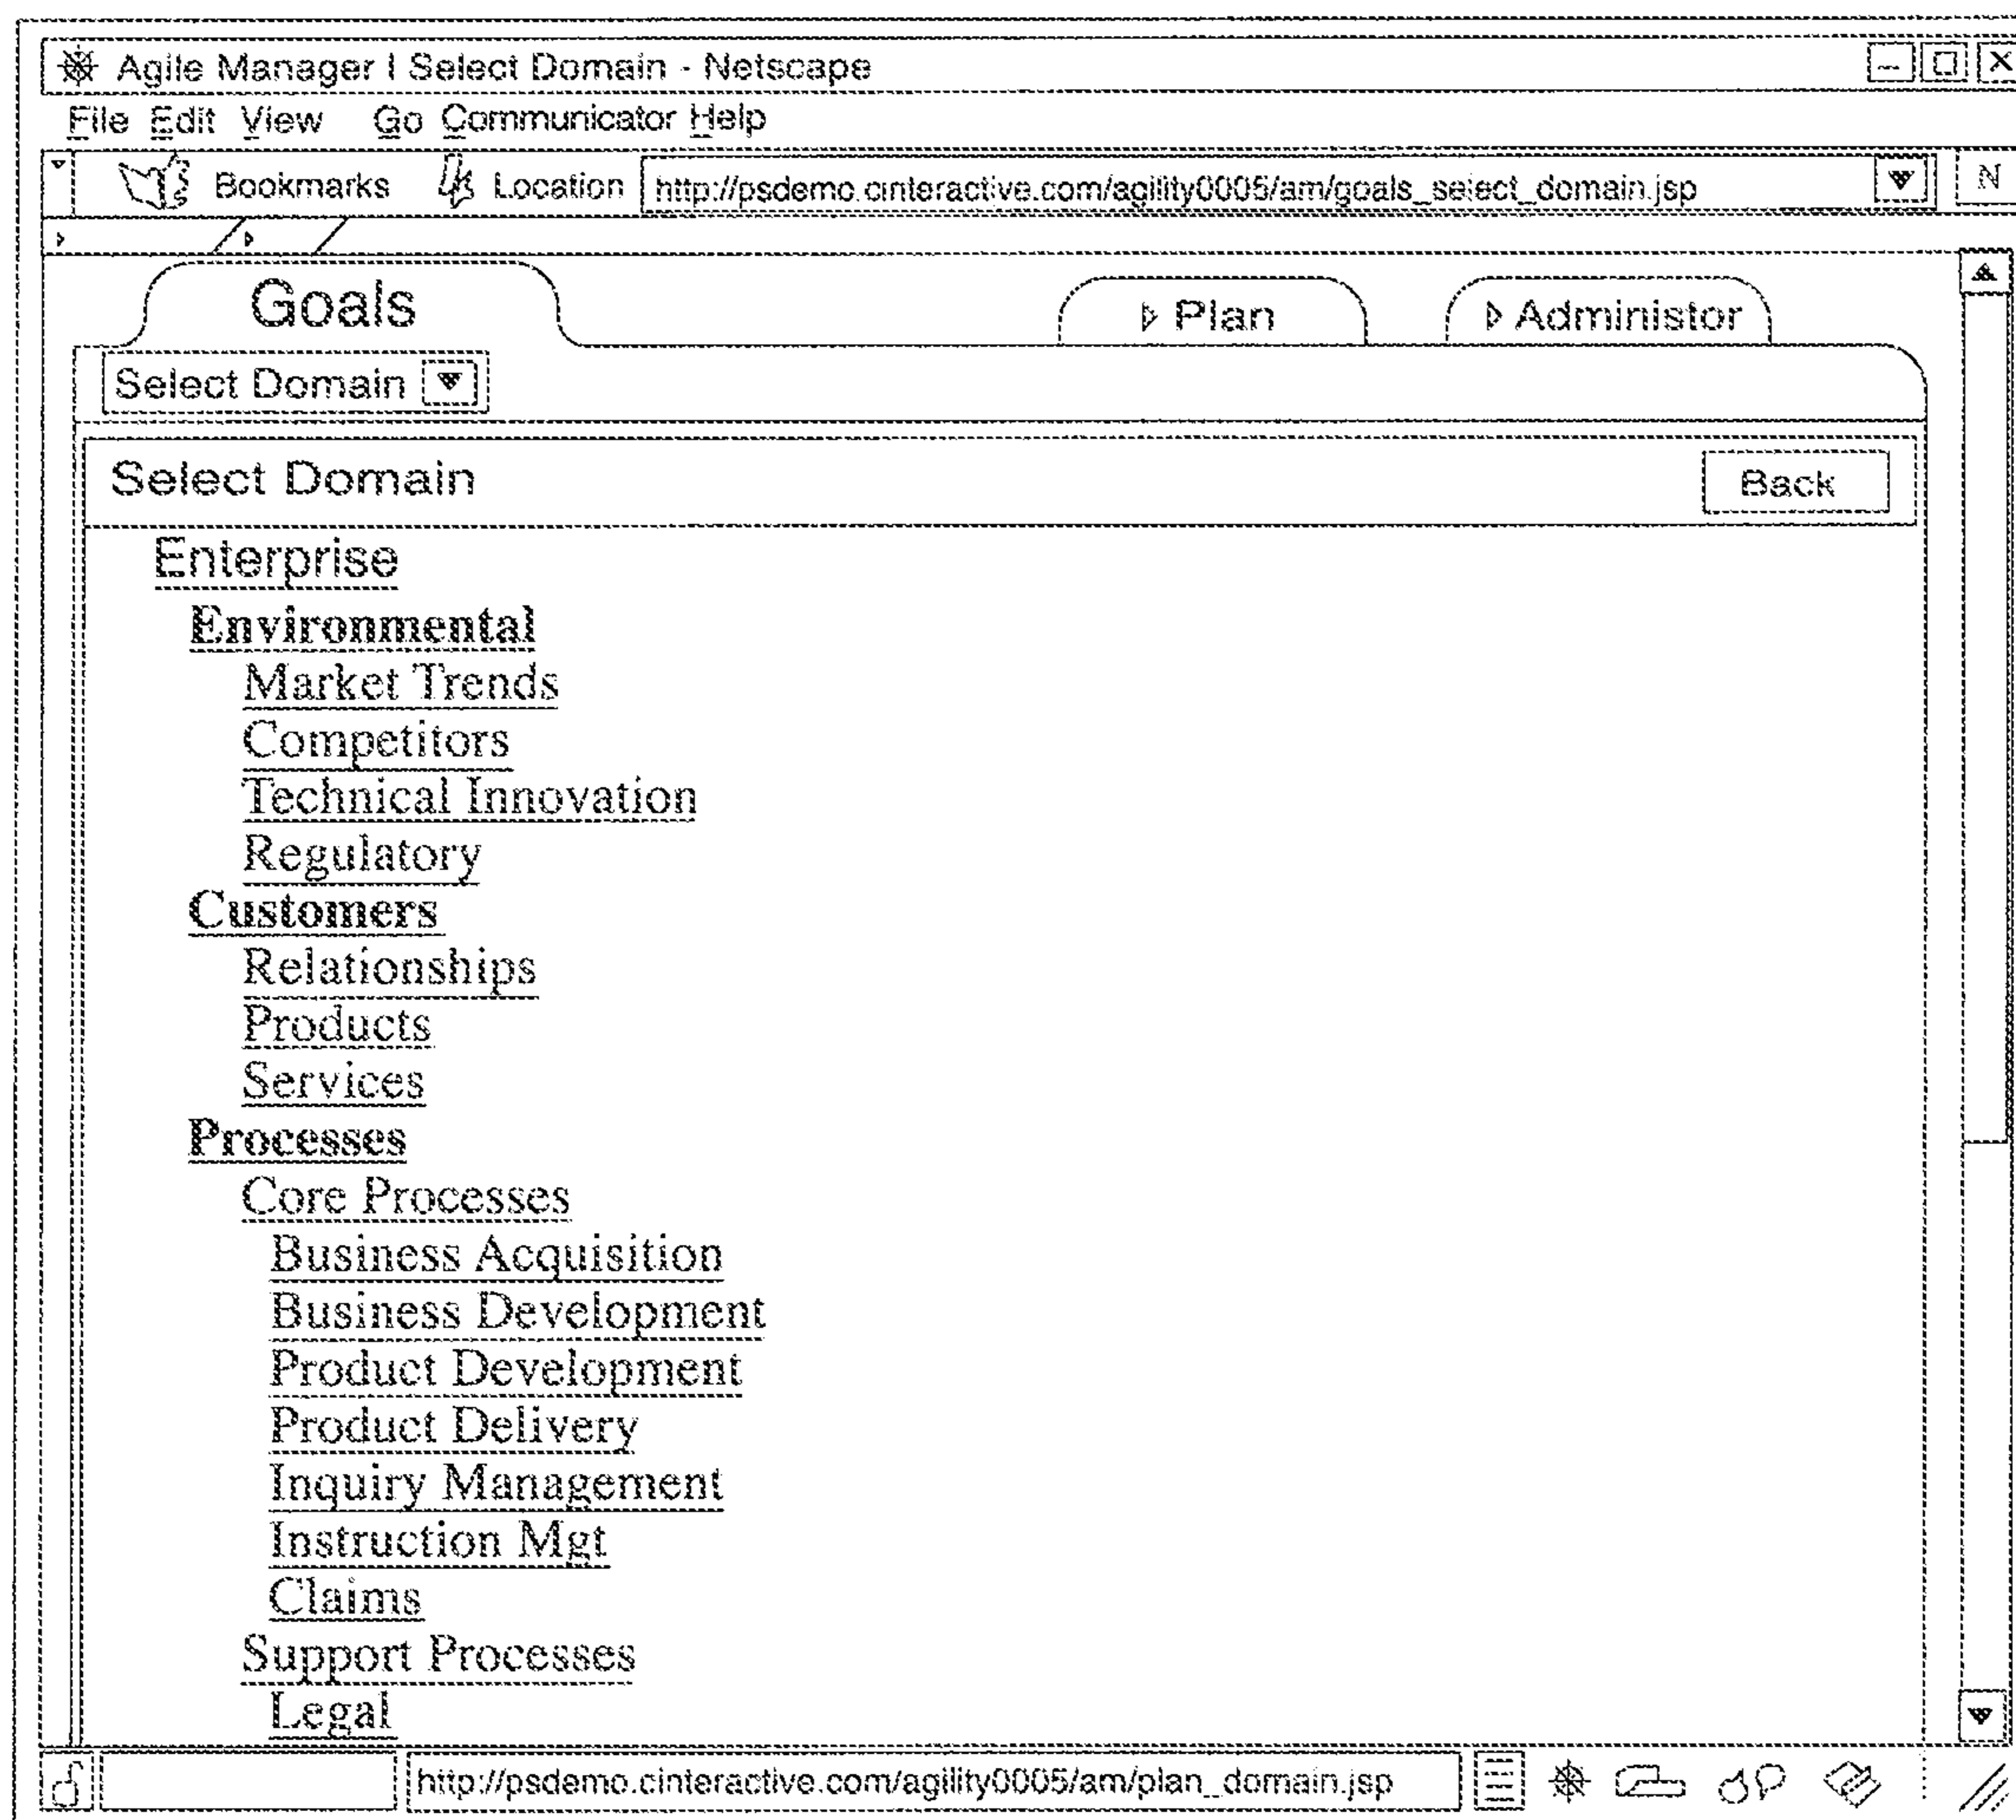 Agile Manager | Select Domain - Netscape
File Edit View Go Communicator Help
Bookmarks Location http://psdemo.cinteractive.com/agility0005/am/goals_select_domain.jsp N
Goals Plan Administor
Select Domain
Select Domain Back
Enterprise
Environmental
Market Trends
Competitors
Technical Innovation
Regulatory
Customers
Relationships
Products
Services
Processes
Core Processes
Business Acquisition
Business Development
Product Development
Product Delivery
Inquiry Management
Instruction Mgt
Claims
Support Processes
Legal
http://psdemo.cinteractive.com/agility0005/am/plan_domain.jsp